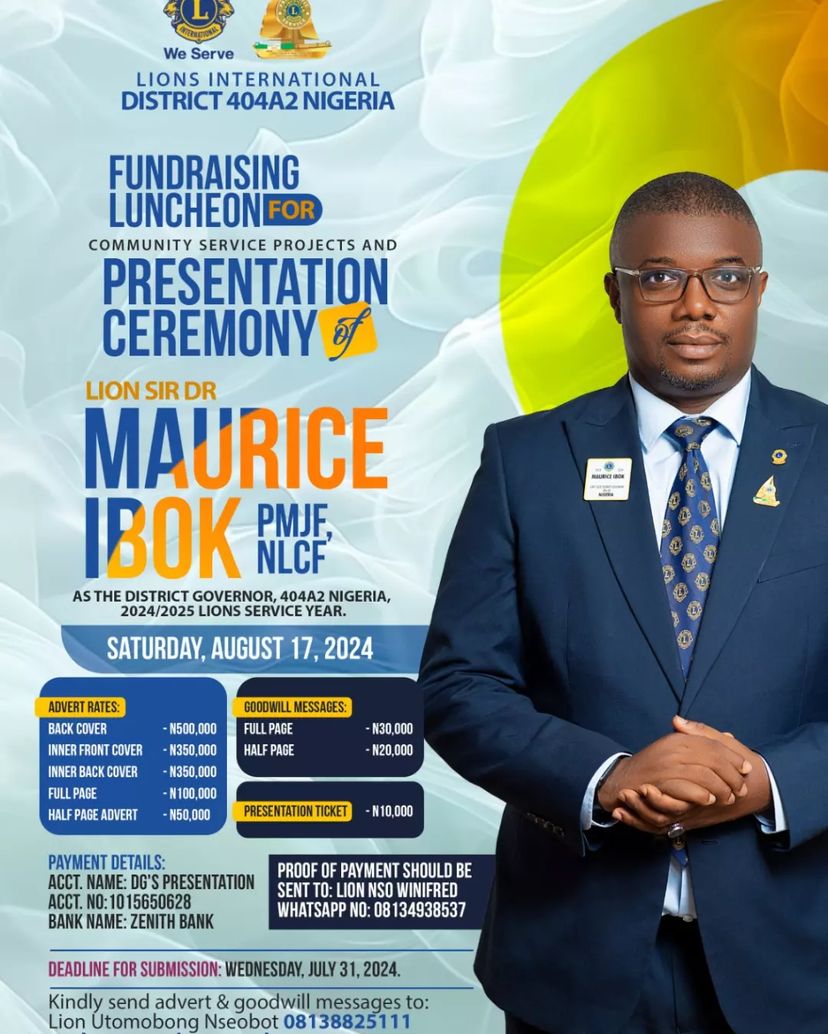 L
INTERNATIONAL
We Serve
LIONS INTERNATIONAL
DISTRICT 404A2 NIGERIA
FUNDRAISING
LUNCHEON FOR
COMMUNITY SERVICE PROJECTS AND
PRESENTATION
CEREMONY of
LION SIR DR
MAURICE
IBOK PMJF,
NLCF
AS THE DISTRICT GOVERNOR, 404A2 NIGERIA,
2024/2025 LIONS SERVICE YEAR.
SATURDAY, AUGUST 17, 2024
ADVERT RATES:
BACK COVER - N500,000
INNER FRONT COVER - N350,000
INNER BACK COVER - N350,000
FULL PAGE - N100,000
HALF PAGE ADVERT - N50,000
GOODWILL MESSAGES:
FULL PAGE - N30,000
HALF PAGE - N20,000
PRESENTATION TICKET - N10,000
PAYMENT DETAILS:
ACCT. NAME: DG'S PRESENTATION
ACCT. NO:1015650628
BANK NAME: ZENITH BANK
PROOF OF PAYMENT SHOULD BE
SENT TO: LION NSO WINIFRED
WHATSAPP NO: 08134938537
DEADLINE FOR SUBMISSION: WEDNESDAY, JULY 31, 2024.
Kindly send advert & goodwill messages to:
Lion Utomobong Nseobot 08138825111
MAURICE IBOK
NIGERIA